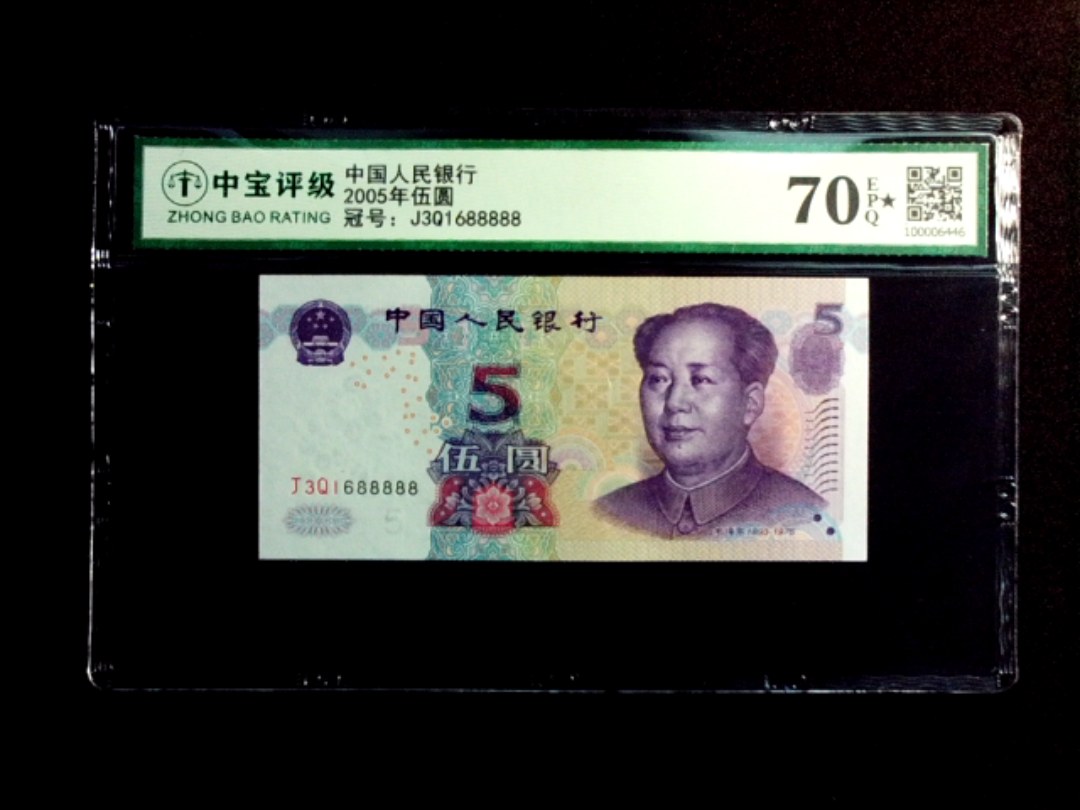 中宝评级
ZHONG BAO RATING
中国人民银行
2005年伍圆
冠号：J3Q1688888
70
EPQ★
100006446
中国人民银行
5
5
伍 圆
J3Q1688888
5